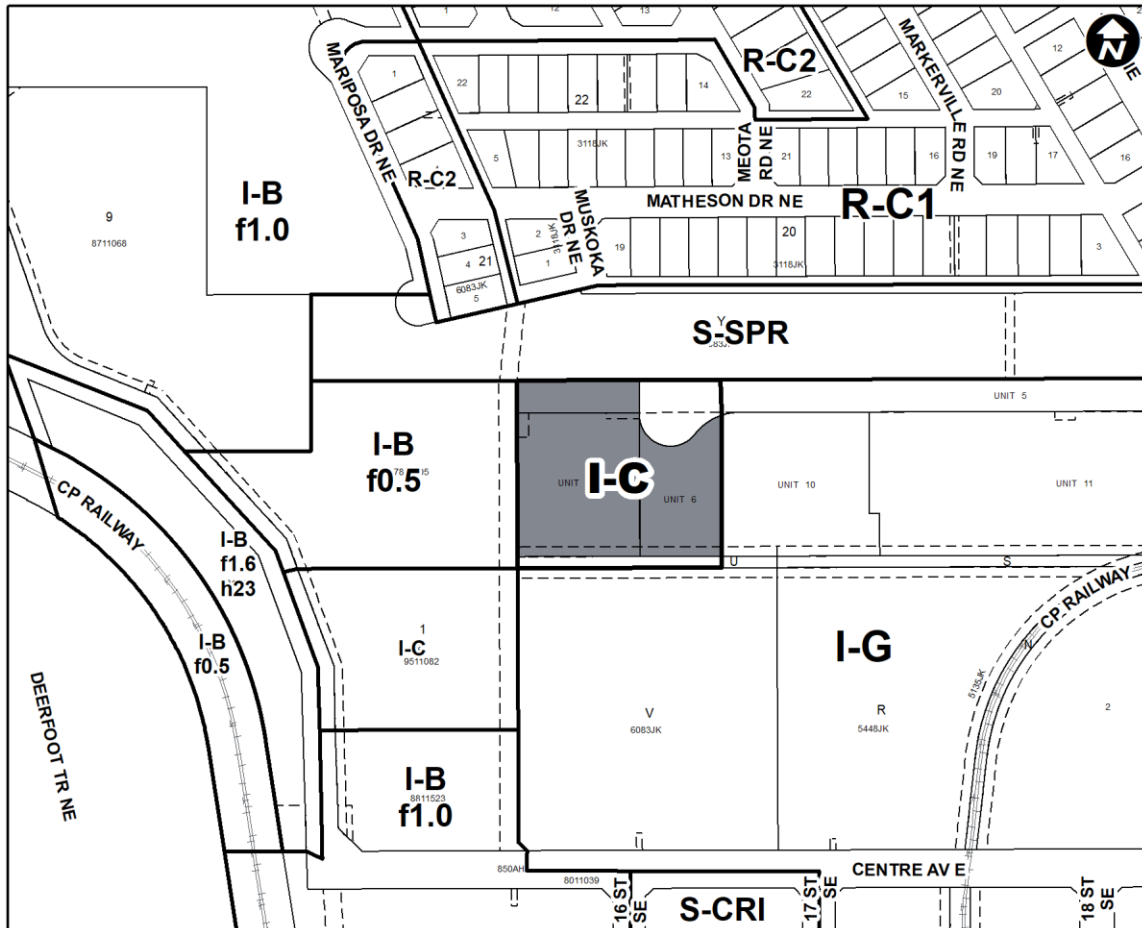 1
12
13
N
MARIPOSA DR NE
MARKERVILLE RD NE
R-C2
12
1
22
22
14
22
15
20
3118JK
5
13
MEOTA
RD NE
21
16
19
17
16
R-C2
I-B
f1.0
9
8711068
MUSKOKA
DR NE
3118JK
MATHESON DR NE
R-C1
3
2
19
20
3
4
21
1
3118JK
6083JK
5
Y
S-SPR
UNIT 5
I-B
f0.5
UNIT
I-C
UNIT 6
UNIT 10
UNIT 11
CP RAILWAY
I-B
f1.6
h23
U
S
CP RAILWAY
1
I-C
9511082
I-B
f0.5
I-G
N
5135JK
V
6083JK
R
5448JK
2
DEERFOOT TR NE
I-B
8811523
f1.0
850AH
8011039
CENTRE AV E
16 ST
SE
S-CRI
17 ST
SE
18 ST
SE